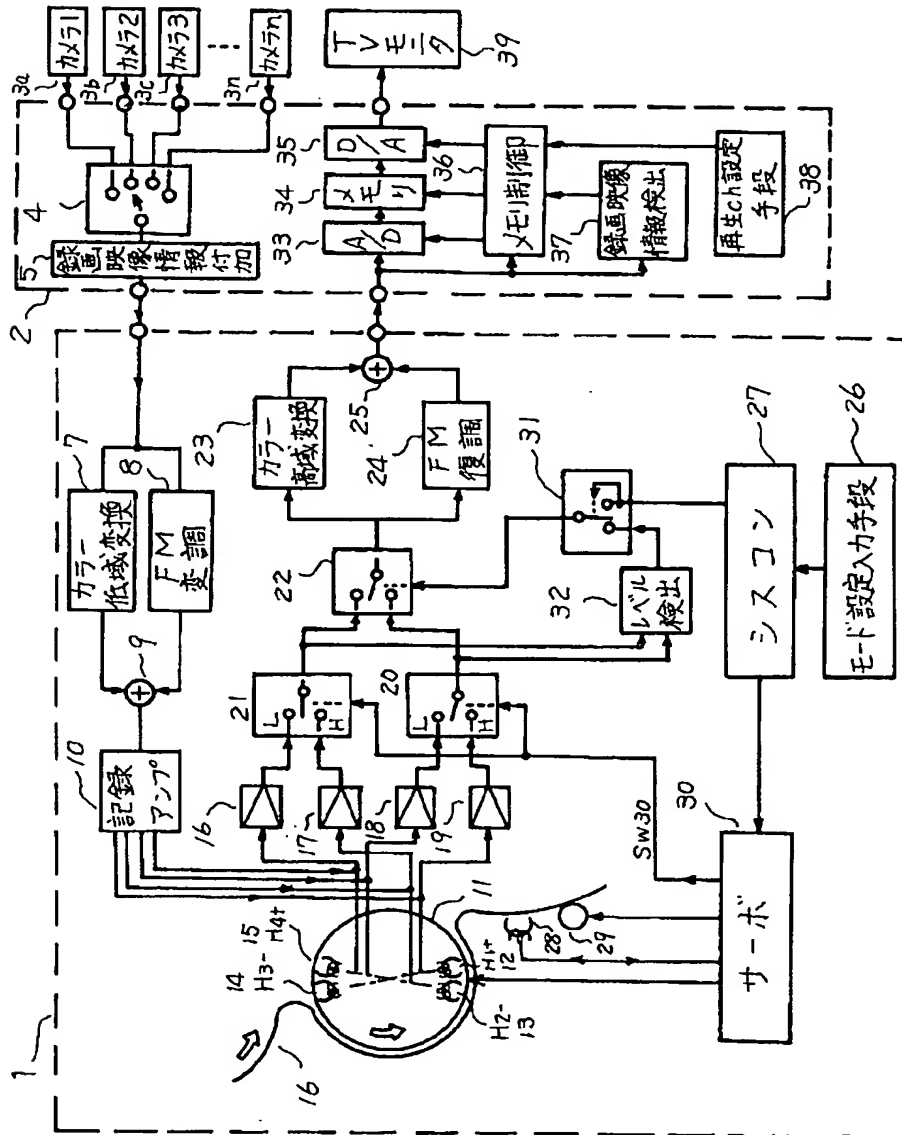 1
2
3a
カメラ1
3b
カメラ2
3c
カメラ3
3n
カメラn
4
5
録画映像情報付加
7
カラー
低域変換
8
FM
変調
9
+
10
記録
アンプ
33
A/D
34
メモリ
35
D/A
TVモニタ
39
メモリ制御
36
37
録画映像
情報検出
再生ch設定
手段
38
23
カラー
高域変換
25
+
24
FM
復調
22
31
32
レベル
検出
21
L
H
20
L
H
16
17
18
19
11
15
H4+
14
H3-
H1+
12
H2-
13
16
28
29
SW30
30
サーボ
シスコン
27
モード設定入力手段
26